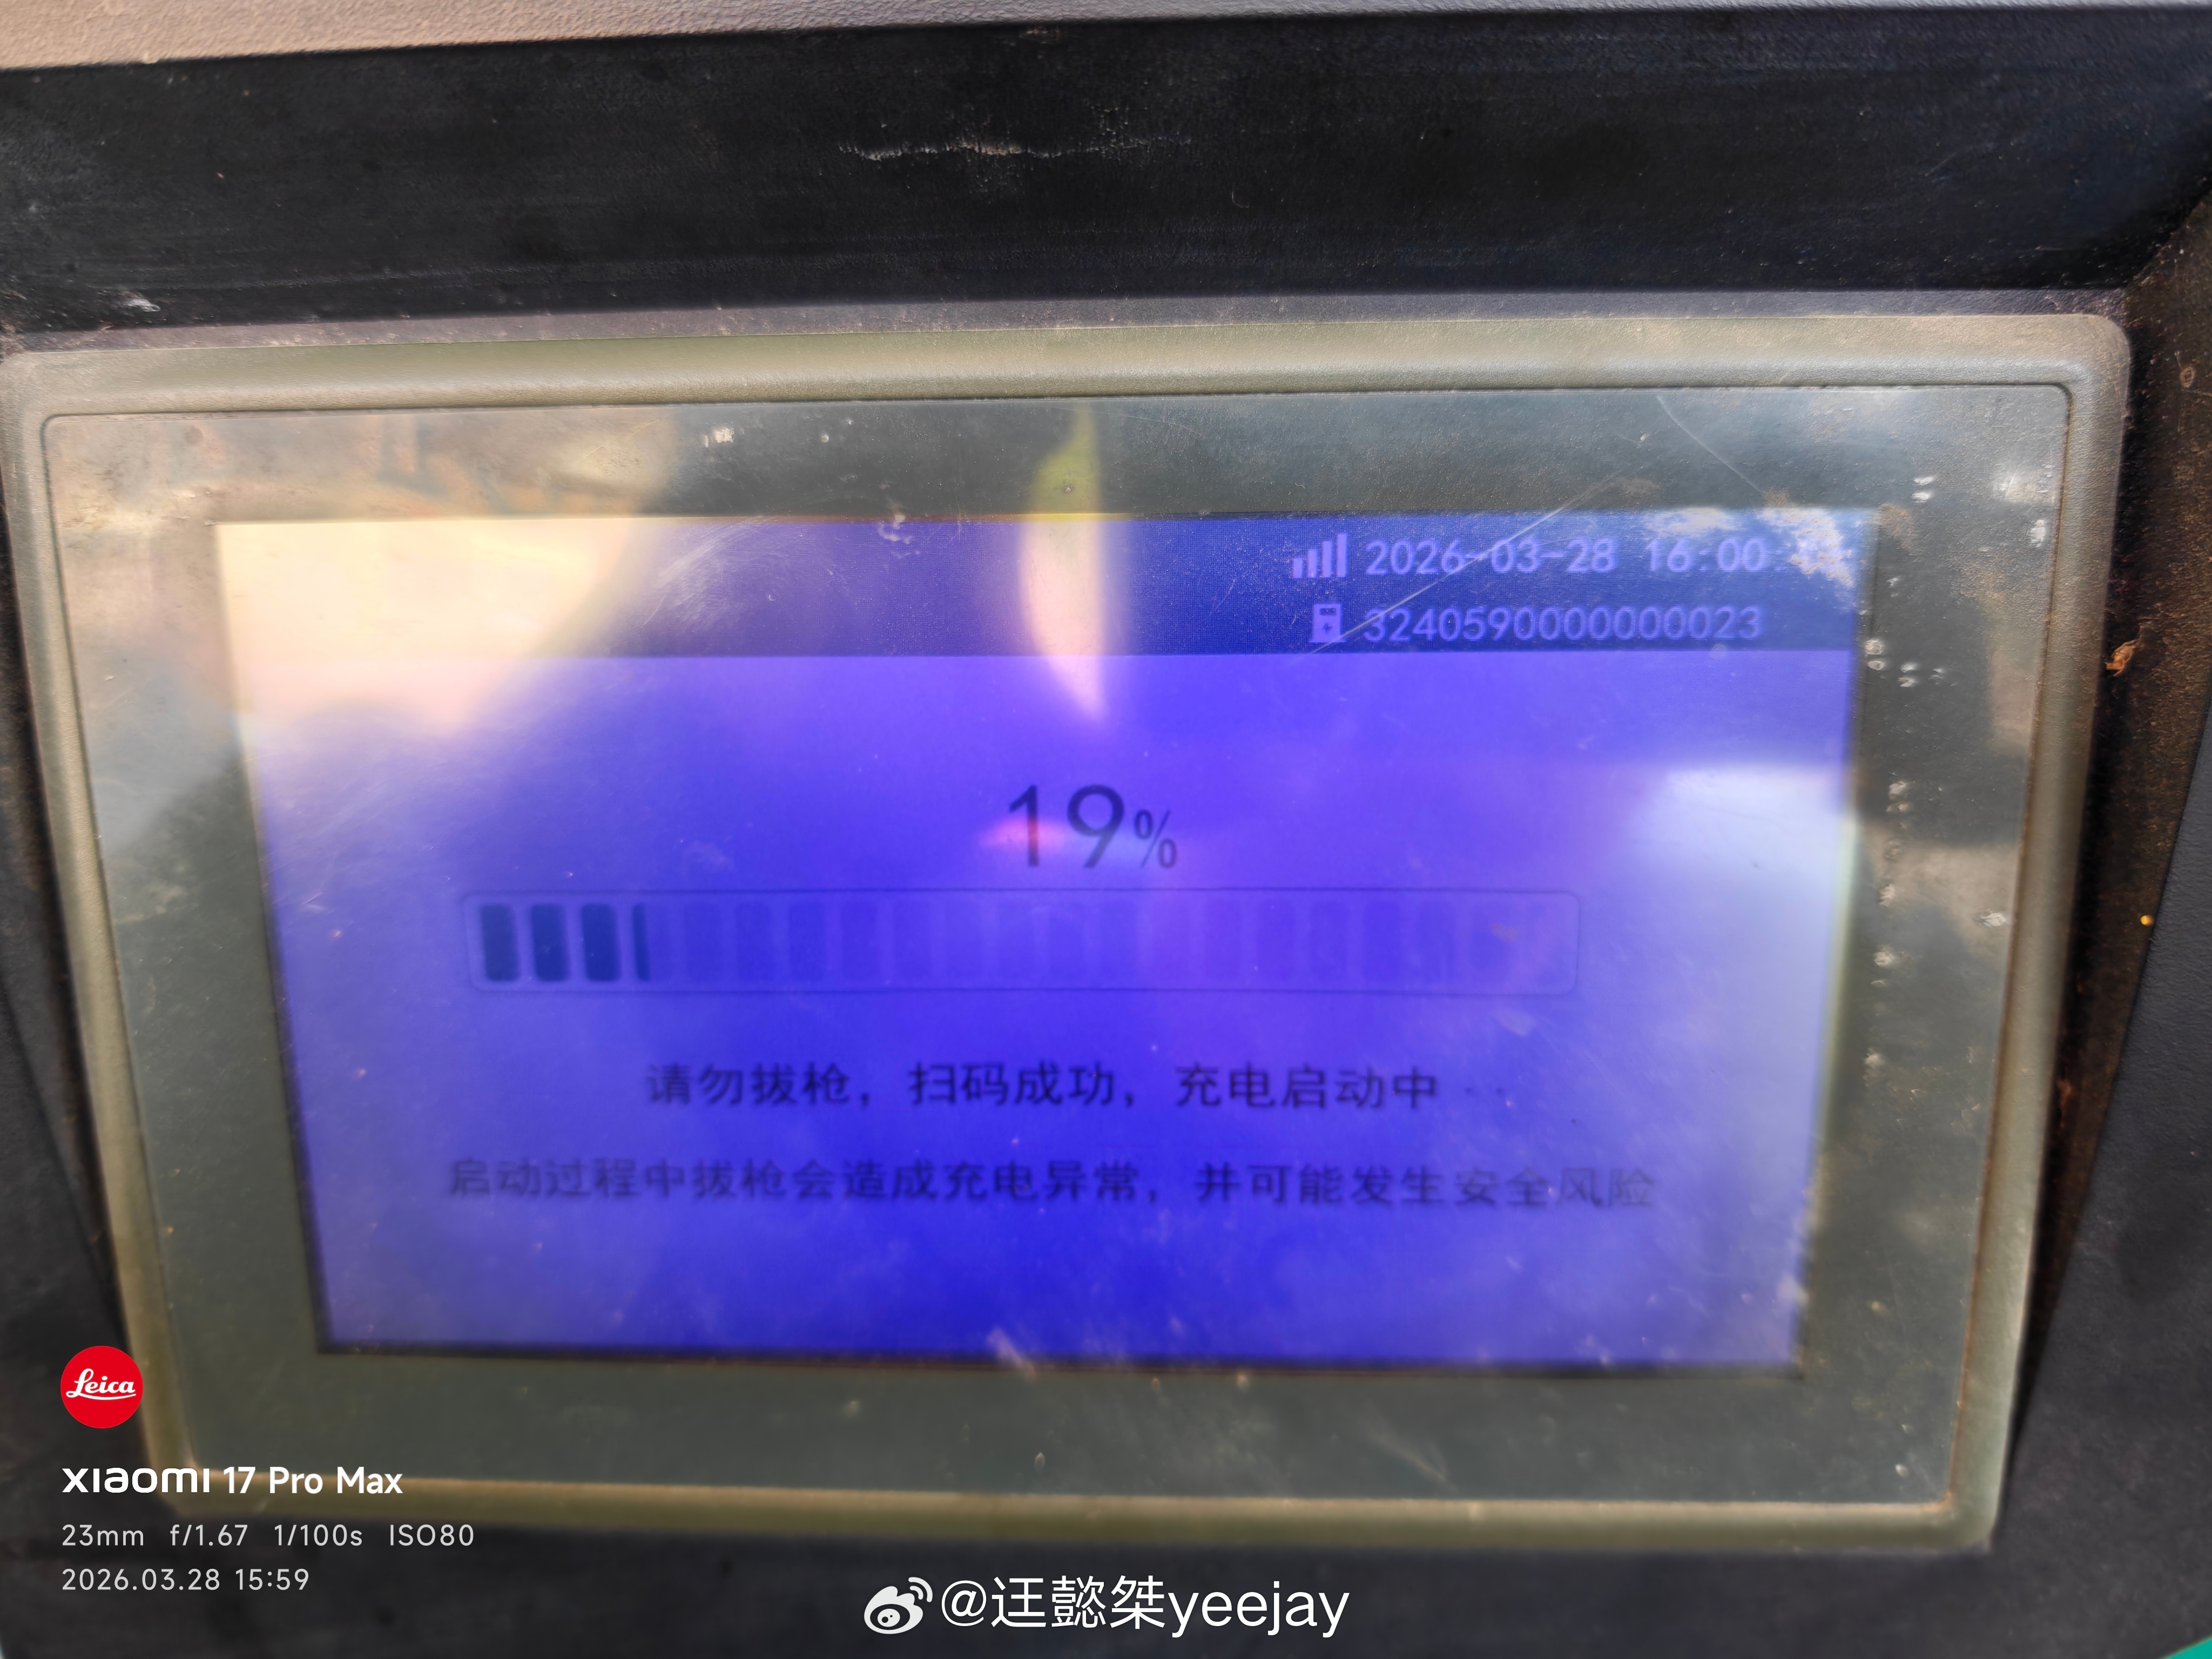 2026-03-28 16:00
3240590000000023
19%
请勿拔枪，扫码成功，充电启动中··
启动过程中拔枪会造成充电异常，并可能发生安全风险
Leica
xiaomi 17 Pro Max
23mm f/1.67 1/100s ISO80
2026.03.28 15:59
@迋懿桀yeejay